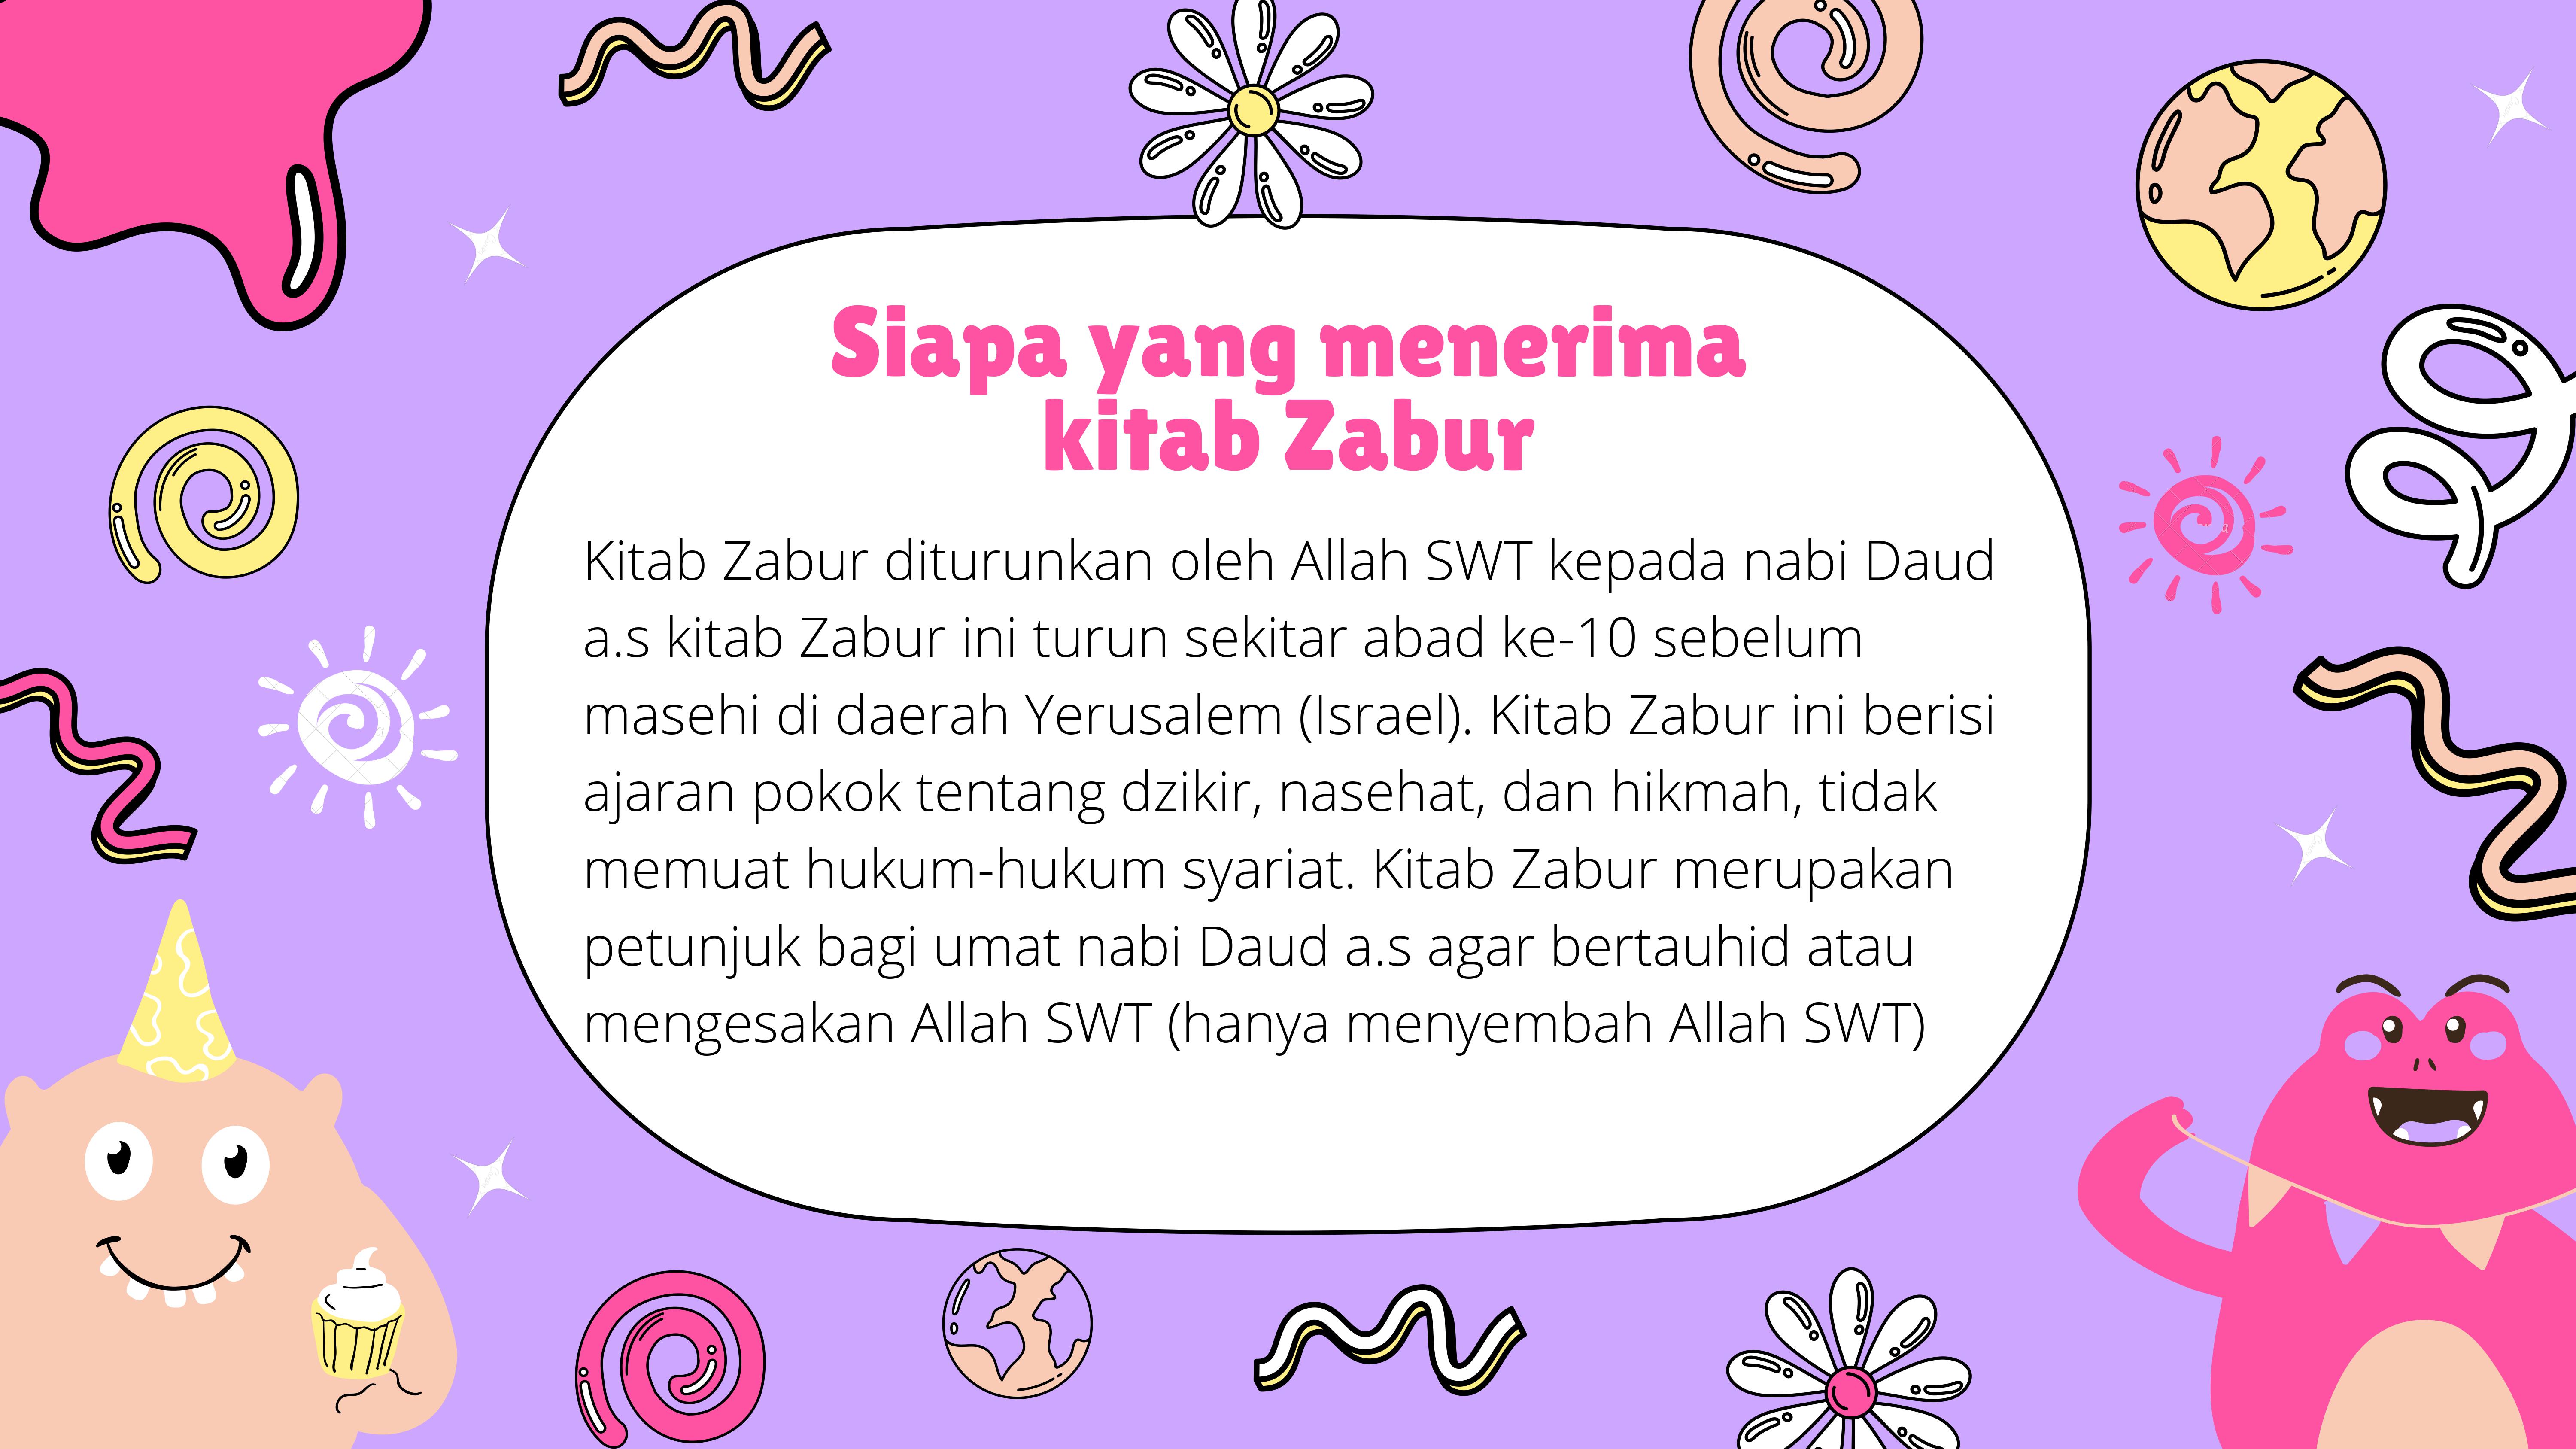 Siapa yang menerima
kitab Zabur
Kitab Zabur diturunkan oleh Allah SWT kepada nabi Daud
a.s kitab Zabur ini turun sekitar abad ke-10 sebelum
masehi di daerah Yerusalem (Israel). Kitab Zabur ini berisi
ajaran pokok tentang dzikir, nasehat, dan hikmah, tidak
memuat hukum-hukum syariat. Kitab Zabur merupakan
petunjuk bagi umat nabi Daud a.s agar bertauhid atau
mengesakan Allah SWT (hanya menyembah Allah SWT)